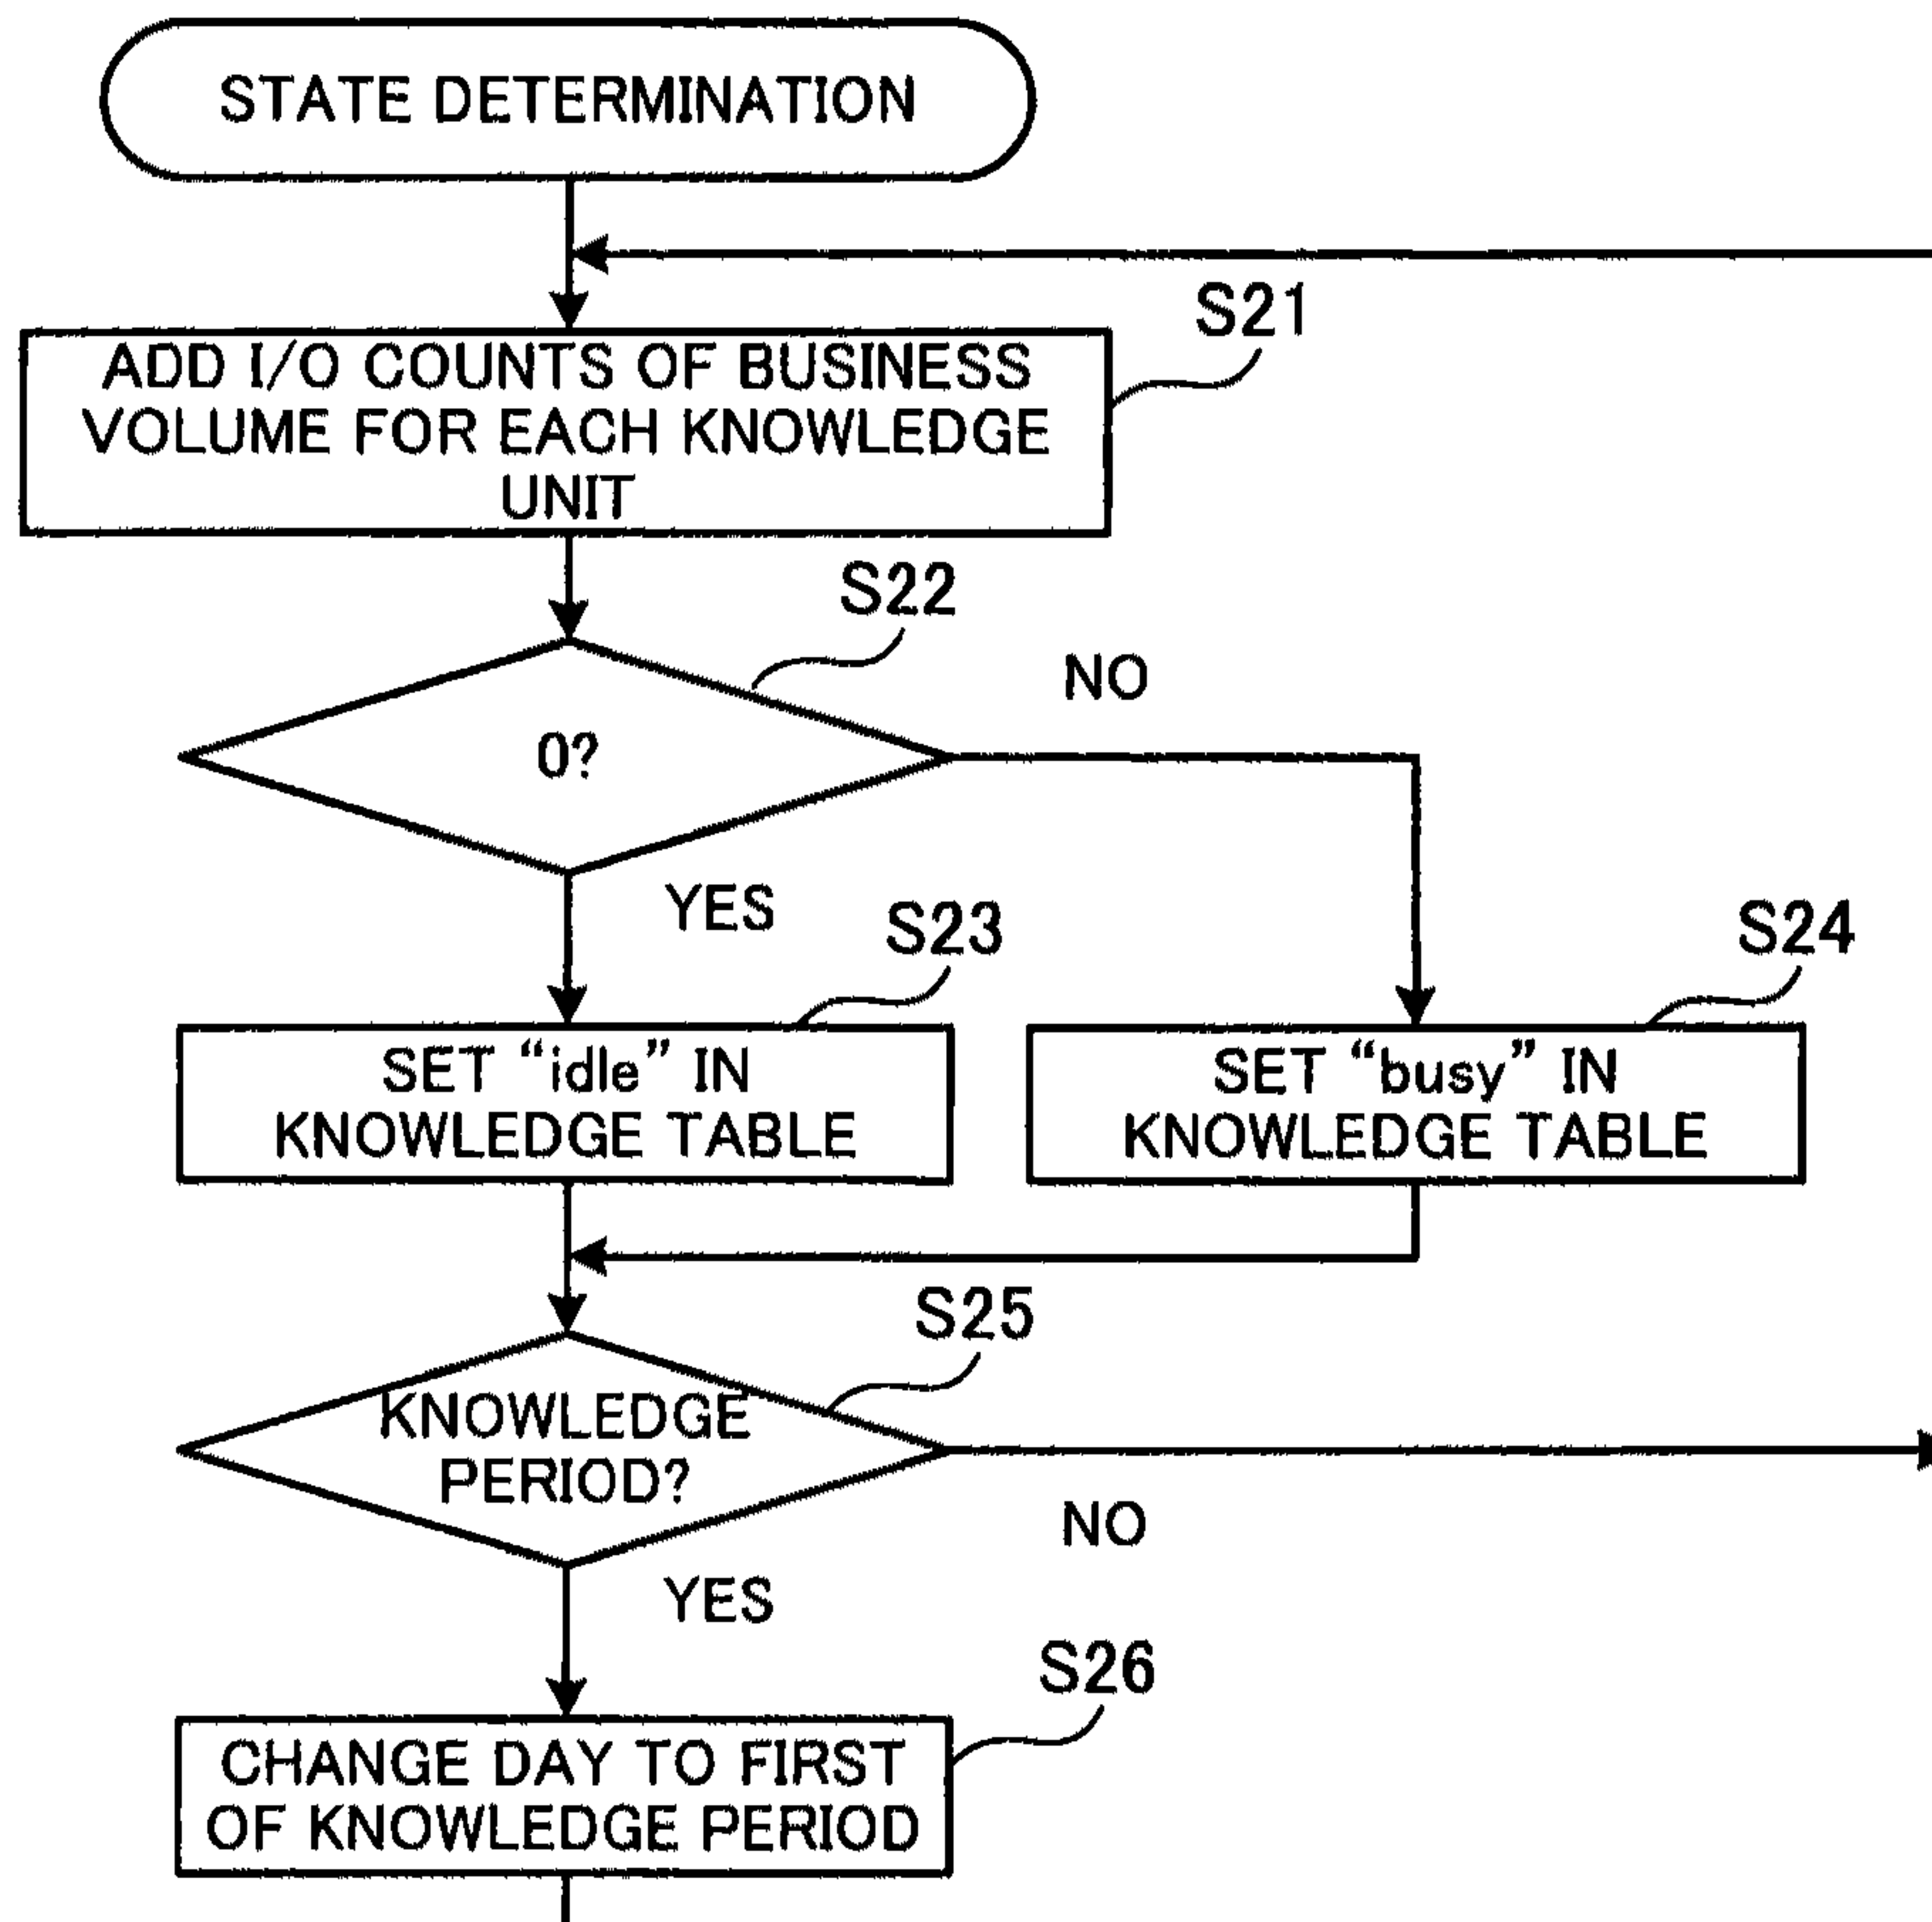 STATE DETERMINATION
S21
ADD I/O COUNTS OF BUSINESS
VOLUME FOR EACH KNOWLEDGE
UNIT
S22
NO
0?
YES
S23
S24
SET “idle” IN
KNOWLEDGE TABLE
SET “busy” IN
KNOWLEDGE TABLE
S25
KNOWLEDGE
PERIOD?
NO
YES
S26
CHANGE DAY TO FIRST
OF KNOWLEDGE PERIOD